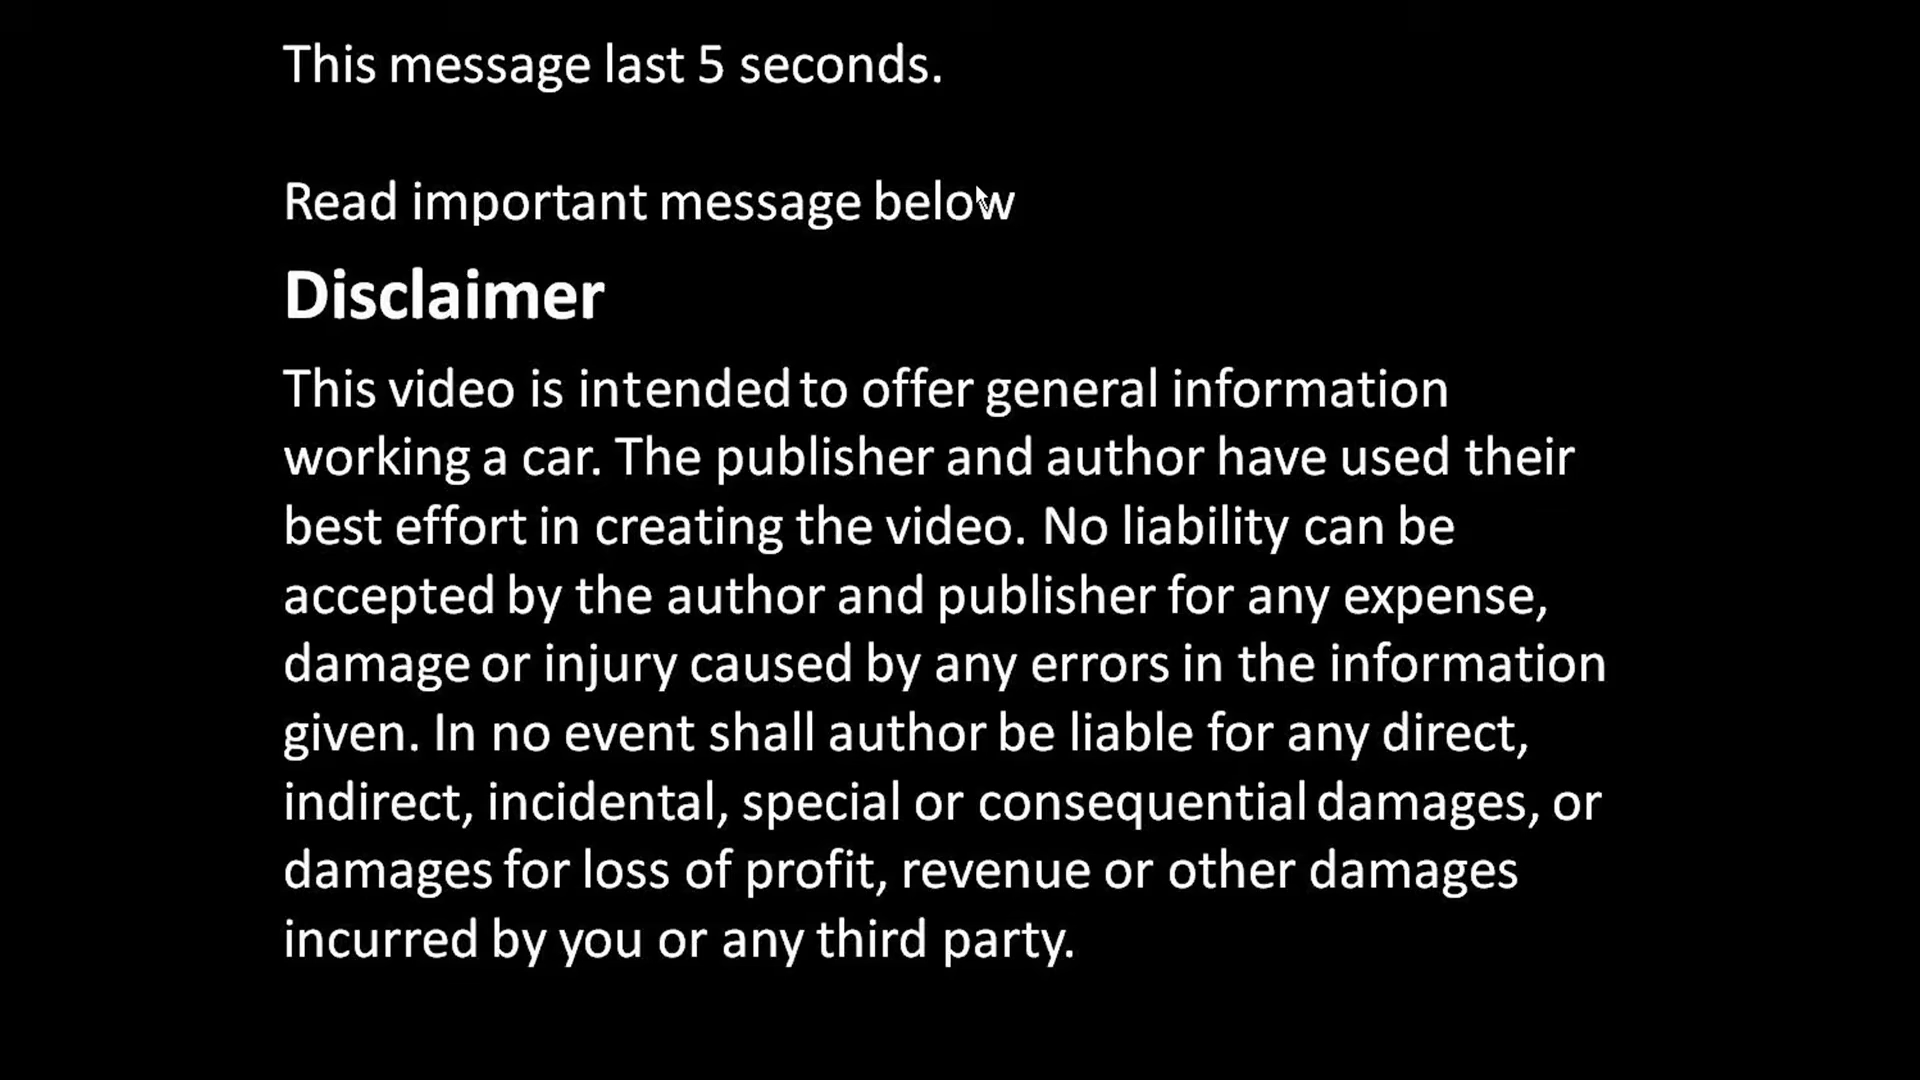 This message last 5 seconds.
Read important message below
Disclaimer
This video is intended to offer general information
working a car. The publisher and author have used their
best effort in creating the video. No liability can be
accepted by the author and publisher for any expense,
damage or injury caused by any errors in the information
given. In no event shall author be liable for any direct,
indirect, incidental, special or consequential damages, or
damages for loss of profit, revenue or other damages
incurred by you or any third party.